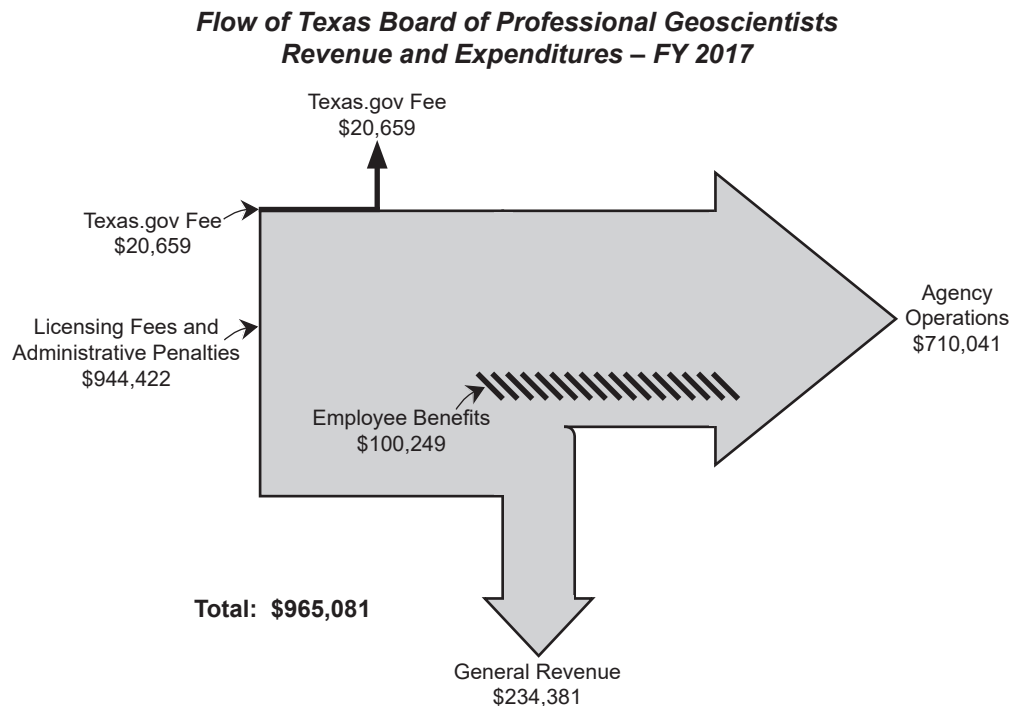 Flow of Texas Board of Professional Geoscientists
Revenue and Expenditures – FY 2017
Texas.gov Fee
$20,659
Texas.gov Fee
$20,659
Licensing Fees and
Administrative Penalties
$944,422
Agency
Operations
$710,041
Employee Benefits
$100,249
Total: $965,081
General Revenue
$234,381